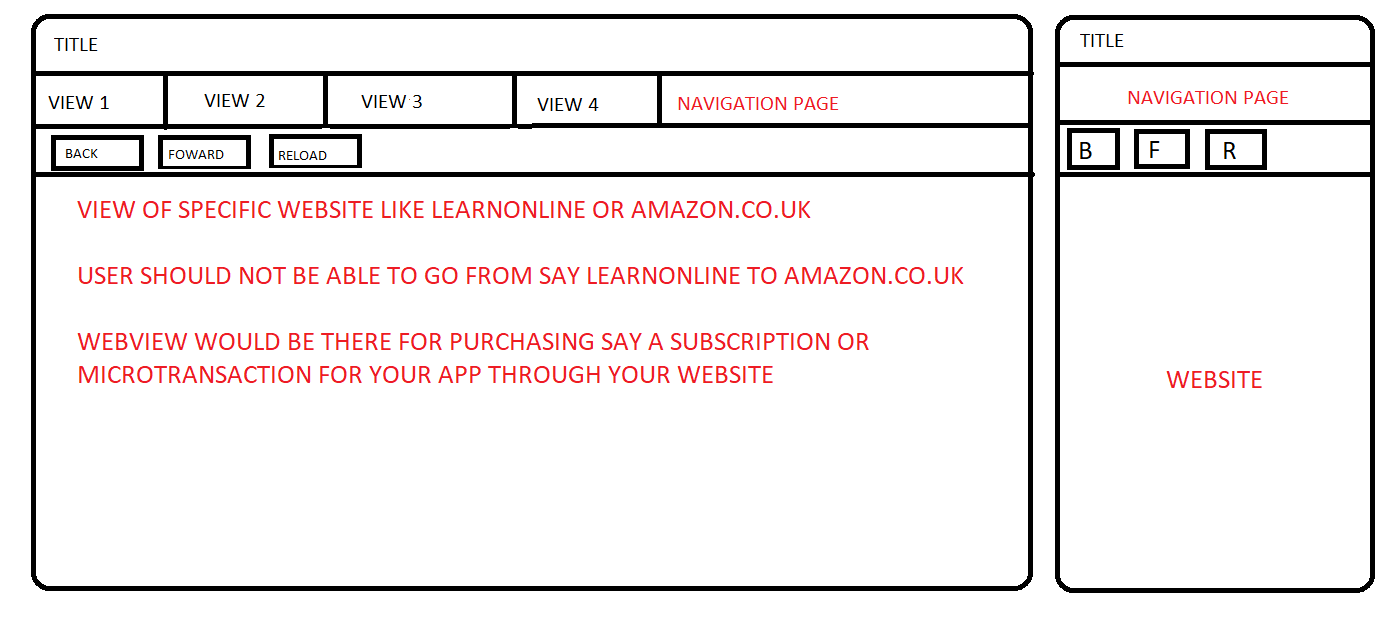 TITLE
VIEW 1
VIEW 2
VIEW 3
VIEW 4
NAVIGATION PAGE
BACK
FOWARD
RELOAD
VIEW OF SPECIFIC WEBSITE LIKE LEARNONLINE OR AMAZON.CO.UK
USER SHOULD NOT BE ABLE TO GO FROM SAY LEARNONLINE TO AMAZON.CO.UK
WEBVIEW WOULD BE THERE FOR PURCHASING SAY A SUBSCRIPTION OR
MICROTRANSACTION FOR YOUR APP THROUGH YOUR WEBSITE
TITLE
NAVIGATION PAGE
B
F
R
WEBSITE